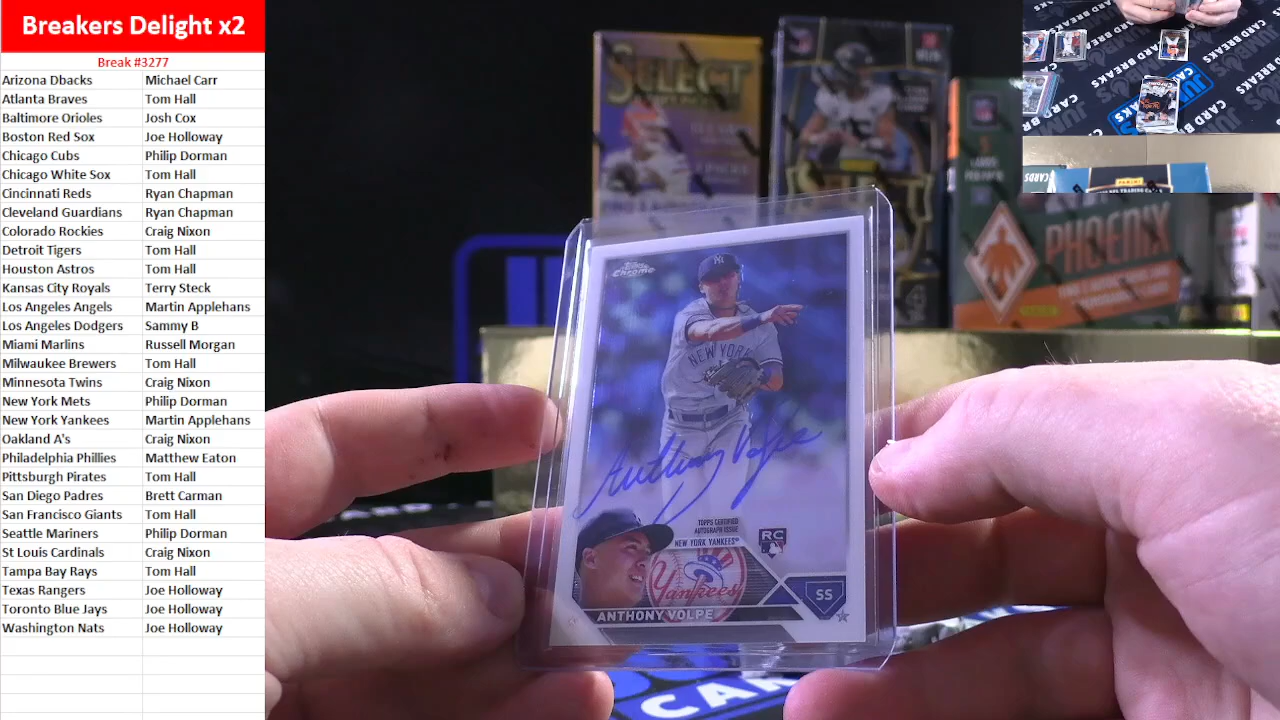 Breakers Delight x2
Break #3277
Arizona Dbacks Michael Carr
Atlanta Braves Tom Hall
Baltimore Orioles Josh Cox
Boston Red Sox Joe Holloway
Chicago Cubs Philip Dorman
Chicago White Sox Tom Hall
Cincinnati Reds Ryan Chapman
Cleveland Guardians Ryan Chapman
Colorado Rockies Craig Nixon
Detroit Tigers Tom Hall
Houston Astros Tom Hall
Kansas City Royals Terry Steck
Los Angeles Angels Martin Applehans
Los Angeles Dodgers Sammy B
Miami Marlins Russell Morgan
Milwaukee Brewers Tom Hall
Minnesota Twins Craig Nixon
New York Mets Philip Dorman
New York Yankees Martin Applehans
Oakland A's Craig Nixon
Philadelphia Phillies Matthew Eaton
Pittsburgh Pirates Tom Hall
San Diego Padres Brett Carman
San Francisco Giants Tom Hall
Seattle Mariners Philip Dorman
St Louis Cardinals Craig Nixon
Tampa Bay Rays Tom Hall
Texas Rangers Joe Holloway
Toronto Blue Jays Joe Holloway
Washington Nats Joe Holloway
SELECT
PHOENIX
CARD BREAKS
PANINI
Topps
Chrome
NEW YORK
Anthony Volpe
TOPPS CERTIFIED
AUTOGRAPH ISSUE
NEW YORK YANKEES
RC
Yankees
SS
ANTHONY VOLPE
CAR